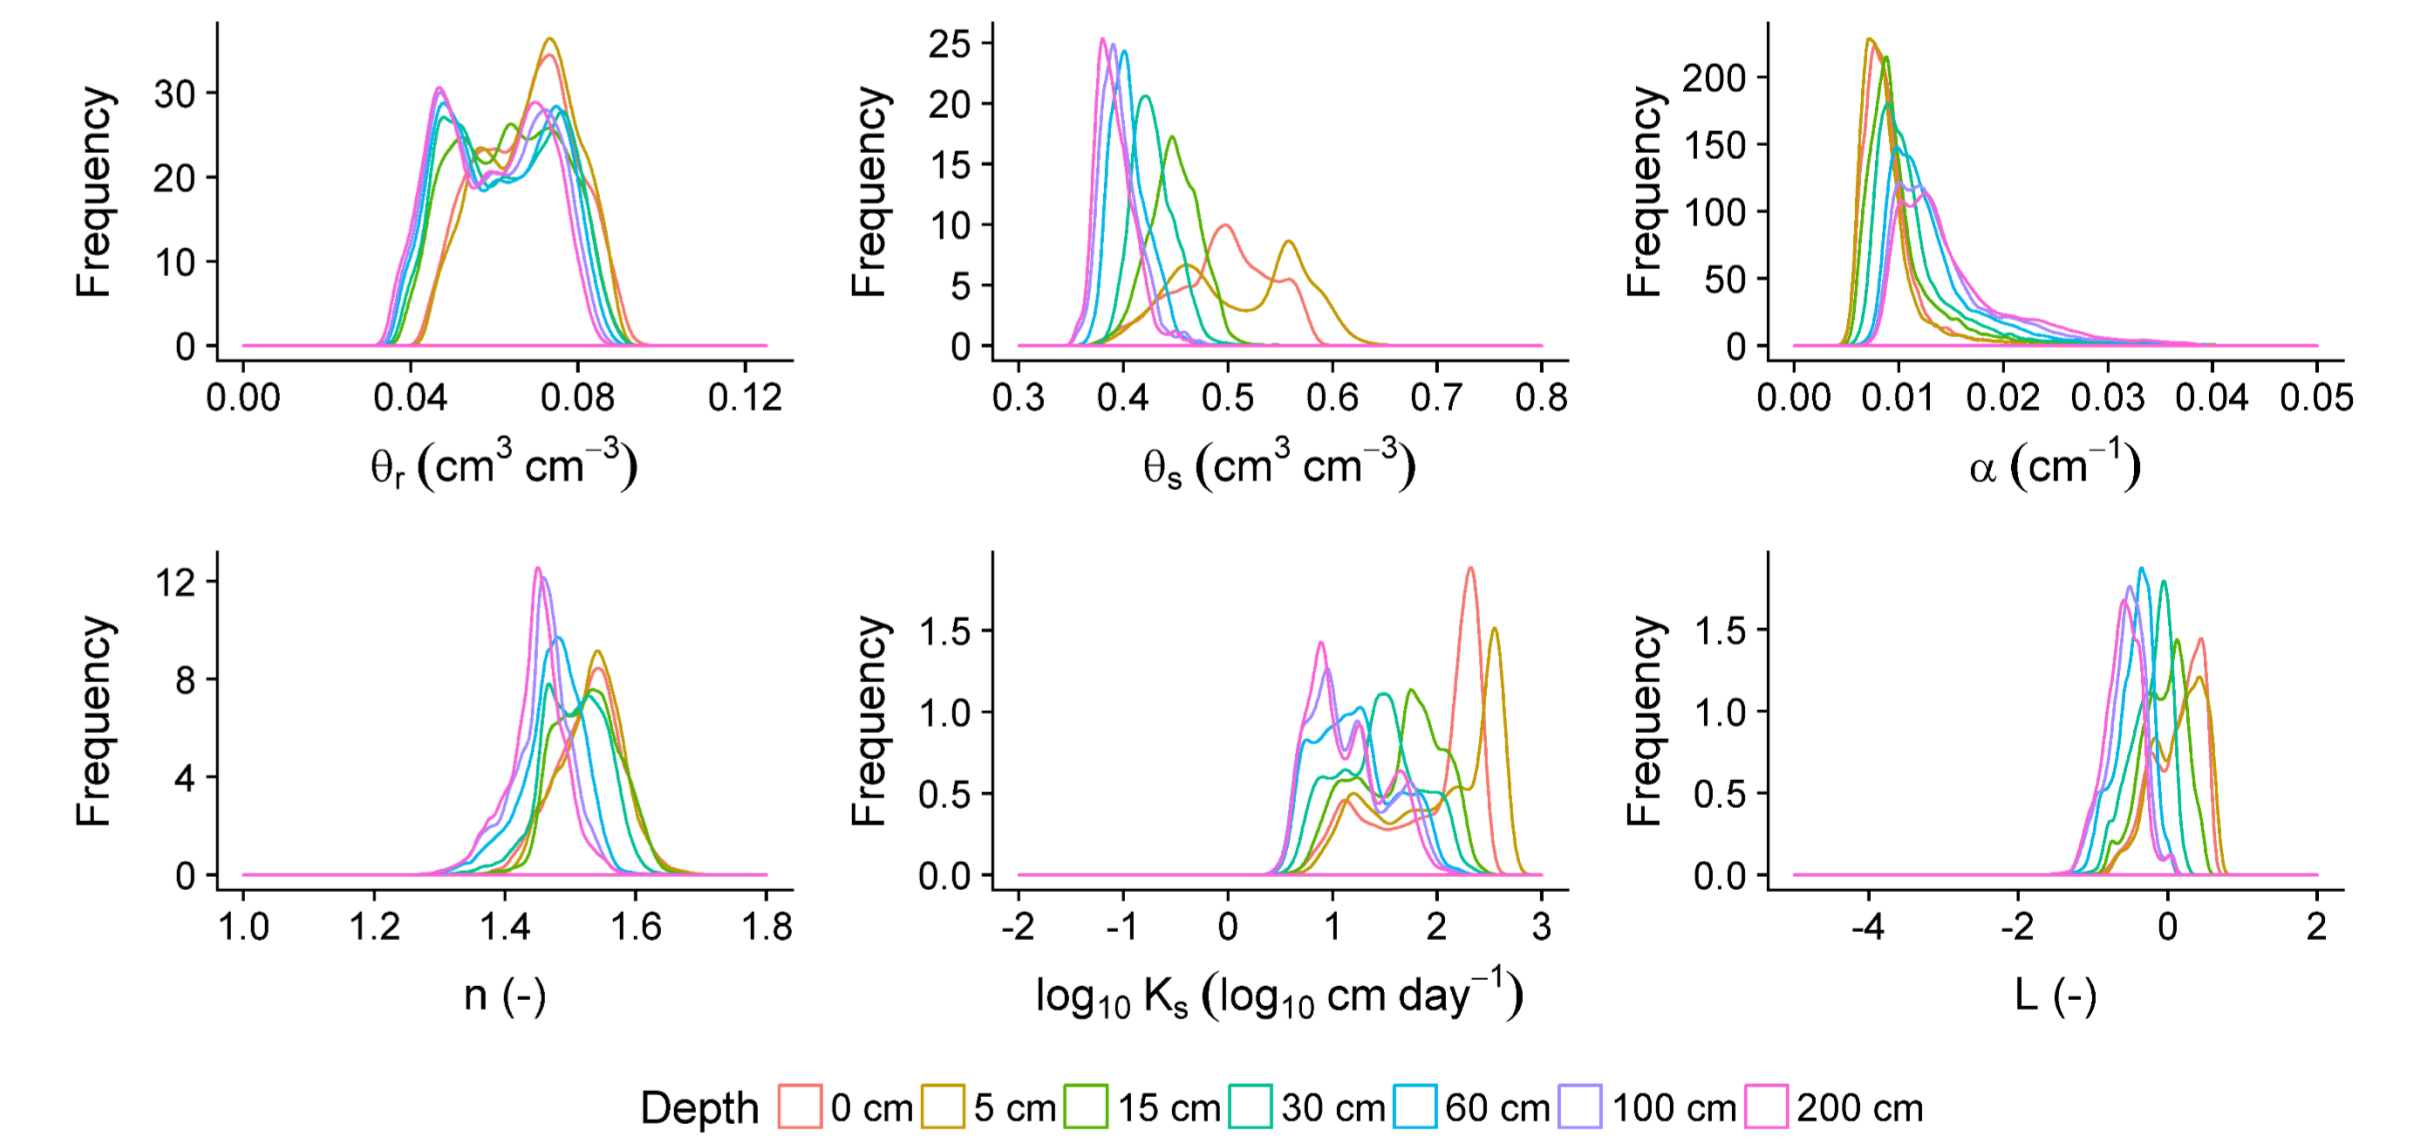 Frequency
30
20
10
0
0.00 0.04 0.08 0.12
θr (cm³ cm⁻³)
Frequency
25
20
15
10
5
0
0.3 0.4 0.5 0.6 0.7 0.8
θs (cm³ cm⁻³)
Frequency
200
150
100
50
0
0.00 0.01 0.02 0.03 0.04 0.05
α (cm⁻¹)
Frequency
12
8
4
0
1.0 1.2 1.4 1.6 1.8
n (-)
Frequency
1.5
1.0
0.5
0.0
-2 -1 0 1 2 3
log₁₀ Kₛ (log₁₀ cm day⁻¹)
Frequency
1.5
1.0
0.5
0.0
-4 -2 0 2
L (-)
Depth 0 cm 5 cm 15 cm 30 cm 60 cm 100 cm 200 cm